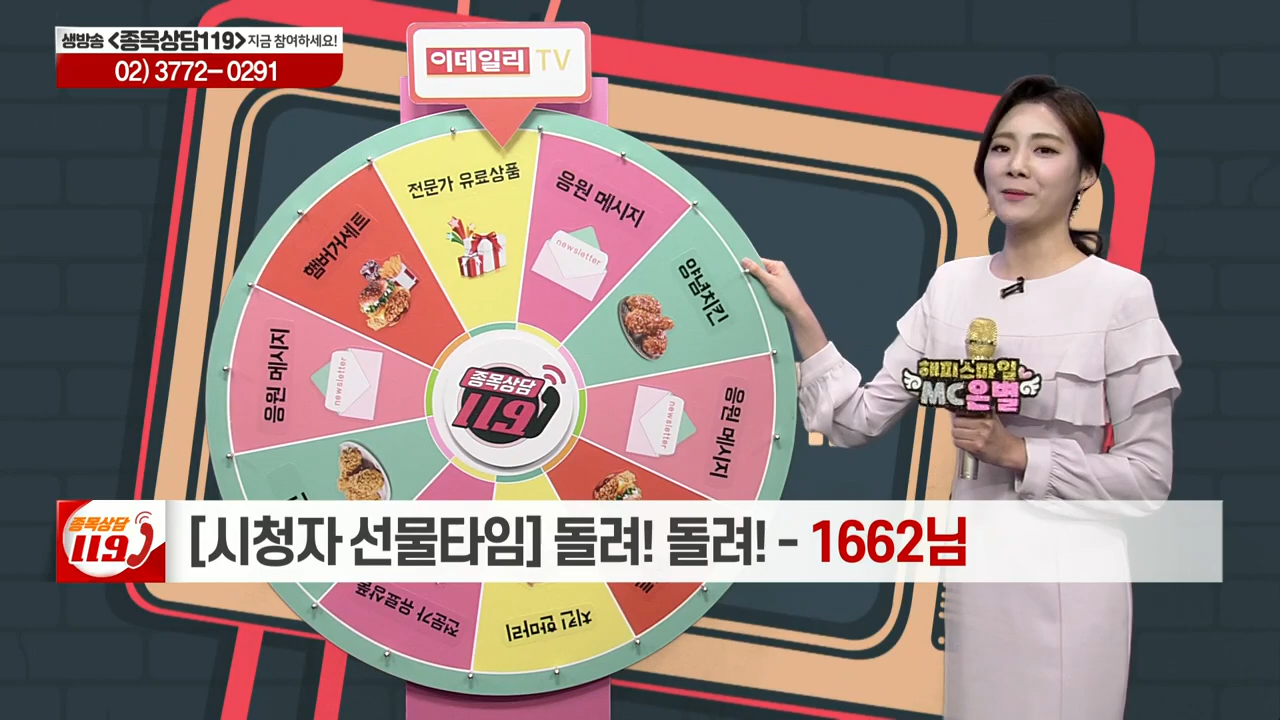 생방송 <종목상담119> 지금 참여하세요!
02) 3772-0291
이데일리 TV
전문가 유료상품
응원 메시지
newsletter
양념치킨
응원 메시지
newsletter
햄버거세트
응원 메시지
newsletter
종목상담
119
해피스마일
MC은별
종목상담
119
[시청자 선물타임] 돌려! 돌려! - 1662님
전문가 유료상품
치킨 한마리